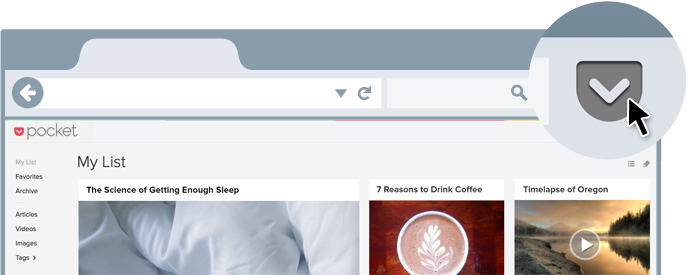 pocket
My List
My List
Favorites
Archive
Articles
Videos
Images
Tags
The Science of Getting Enough Sleep
7 Reasons to Drink Coffee
Timelapse of Oregon